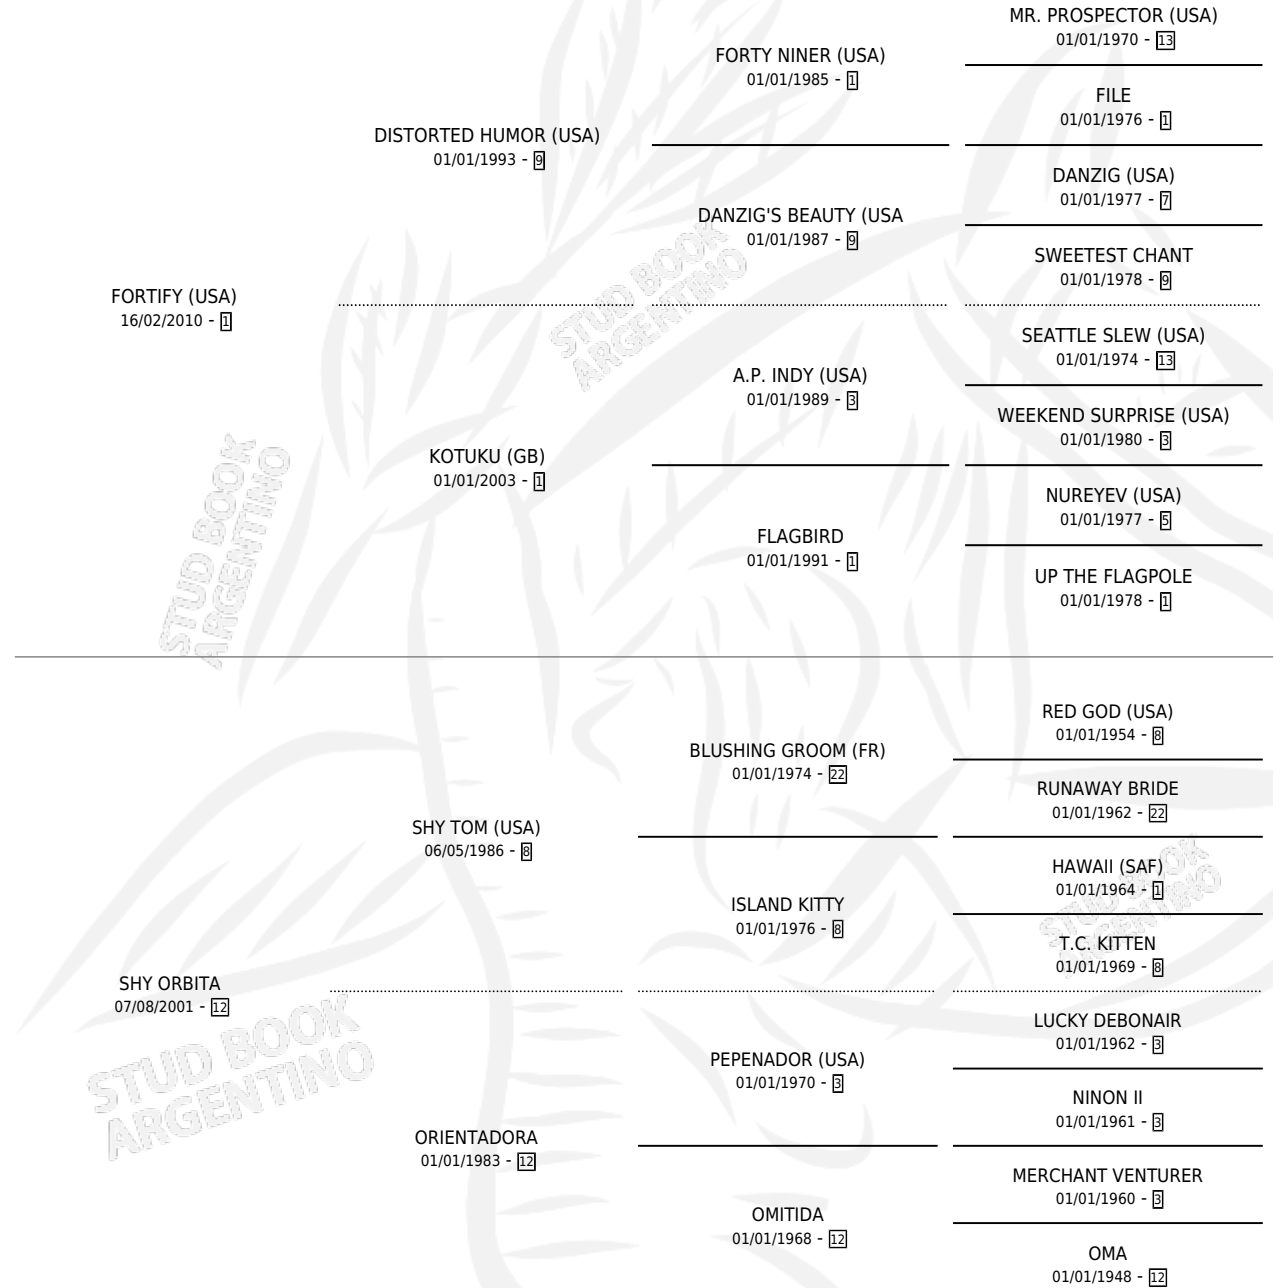 MR. PROSPECTOR (USA)
01/01/1970 - 13
FORTY NINER (USA)
01/01/1985 - 1
FILE
01/01/1976 - 1
DISTORTED HUMOR (USA)
01/01/1993 - 9
DANZIG (USA)
01/01/1977 - 7
DANZIG'S BEAUTY (USA
01/01/1987 - 9
SWEETEST CHANT
01/01/1978 - 9
FORTIFY (USA)
16/02/2010 - 1
SEATTLE SLEW (USA)
01/01/1974 - 13
A.P. INDY (USA)
01/01/1989 - 3
WEEKEND SURPRISE (USA)
01/01/1980 - 3
KOTUKU (GB)
01/01/2003 - 1
NUREYEV (USA)
01/01/1977 - 5
FLAGBIRD
01/01/1991 - 1
UP THE FLAGPOLE
01/01/1978 - 1
RED GOD (USA)
01/01/1954 - 8
BLUSHING GROOM (FR)
01/01/1974 - 22
RUNAWAY BRIDE
01/01/1962 - 22
SHY TOM (USA)
06/05/1986 - 8
HAWAII (SAF)
01/01/1964 - 1
ISLAND KITTY
01/01/1976 - 8
T.C. KITTEN
01/01/1969 - 8
SHY ORBITA
07/08/2001 - 12
LUCKY DEBONAIR
01/01/1962 - 3
PEPENADOR (USA)
01/01/1970 - 3
NINON II
01/01/1961 - 3
ORIENTADORA
01/01/1983 - 12
MERCHANT VENTURER
01/01/1960 - 3
OMITIDA
01/01/1968 - 12
OMA
01/01/1948 - 12
STUD BOOK
ARGENTINO
STUD BOOK
ARGENTINO
STUD BOOK
ARGENTINO
STUD BOOK
ARGENTINO